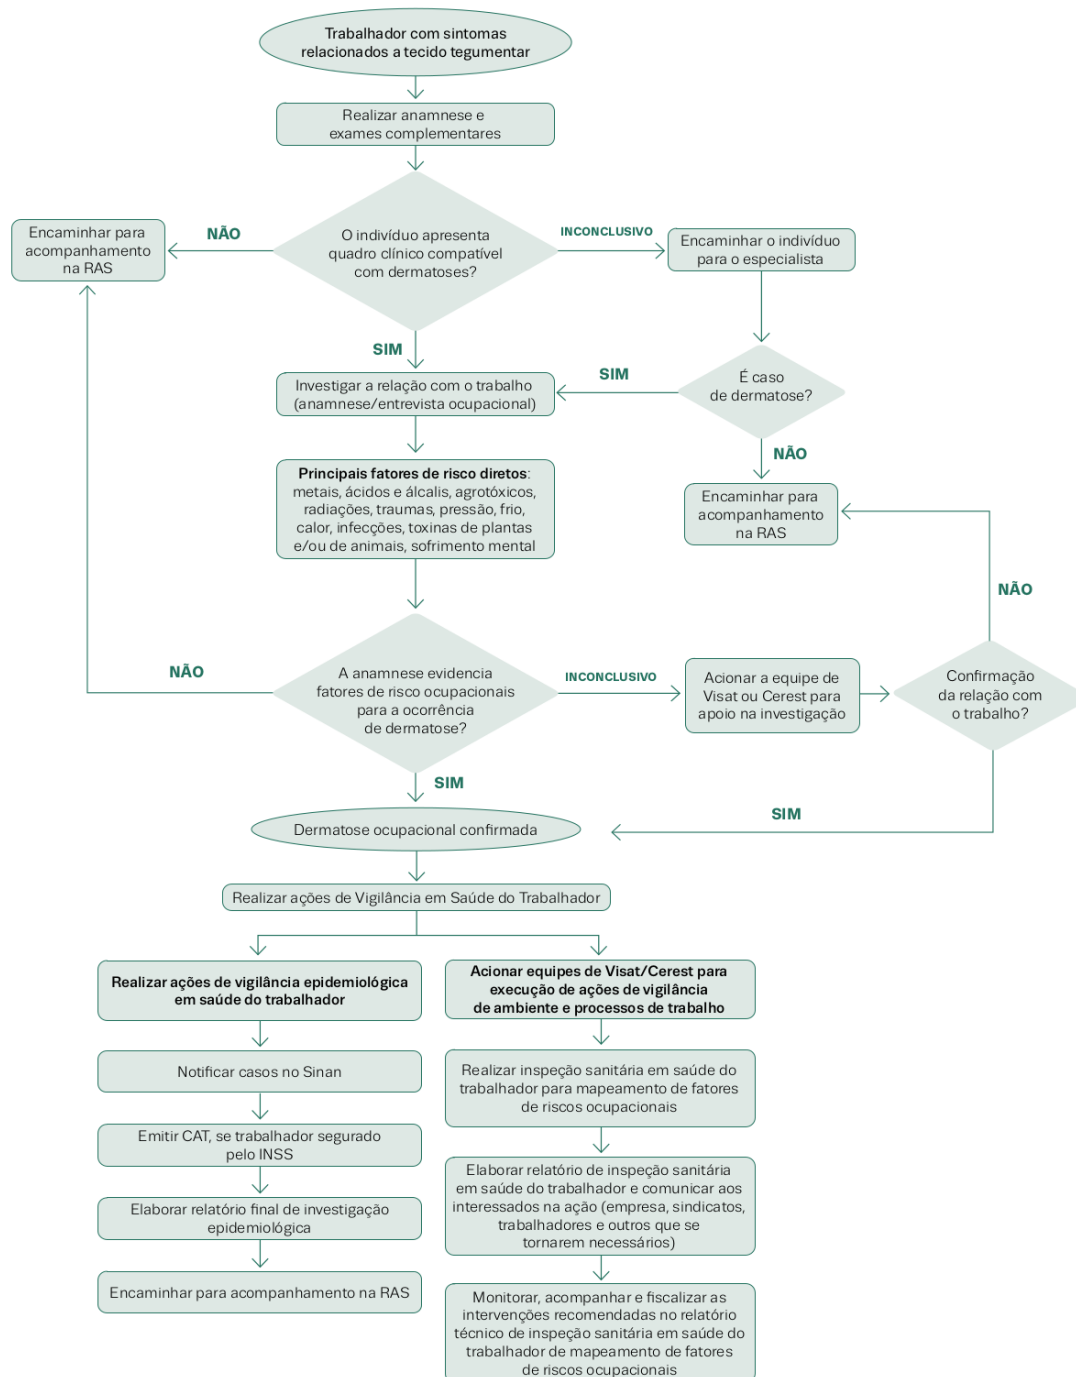 Trabalhador com sintomas
relacionados a tecido tegumentar
Realizar anamnese e
exames complementares
O indivíduo apresenta
quadro clínico compatível
com dermatoses?
NÃO
Encaminhar para
acompanhamento
na RAS
INCONCLUSIVO
Encaminhar o indivíduo
para o especialista
SIM
Investigar a relação com o trabalho
(anamnese/entrevista ocupacional)
SIM
É caso
de dermatose?
NÃO
Encaminhar para
acompanhamento
na RAS
Principais fatores de risco diretos:
metais, ácidos e álcalis, agrotóxicos,
radiações, traumas, pressão, frio,
calor, infecções, toxinas de plantas
e/ou de animais, sofrimento mental
NÃO
A anamnese evidencia
fatores de risco ocupacionais
para a ocorrência
de dermatose?
NÃO
INCONCLUSIVO
Acionar a equipe de
Visat ou Cerest para
apoio na investigação
Confirmação
da relação com
o trabalho?
SIM
SIM
Dermatose ocupacional confirmada
Realizar ações de Vigilância em Saúde do Trabalhador
Realizar ações de vigilância epidemiológica
em saúde do trabalhador
Notificar casos no Sinan
Emitir CAT, se trabalhador segurado
pelo INSS
Elaborar relatório final de investigação
epidemiológica
Encaminhar para acompanhamento na RAS
Acionar equipes de Visat/Cerest para
execução de ações de vigilância
de ambiente e processos de trabalho
Realizar inspeção sanitária em saúde do
trabalhador para mapeamento de fatores
de riscos ocupacionais
Elaborar relatório de inspeção sanitária
em saúde do trabalhador e comunicar aos
interessados na ação (empresa, sindicatos,
trabalhadores e outros que se
tornarem necessários)
Monitorar, acompanhar e fiscalizar as
intervenções recomendadas no relatório
técnico de inspeção sanitária em saúde do
trabalhador de mapeamento de fatores
de riscos ocupacionais